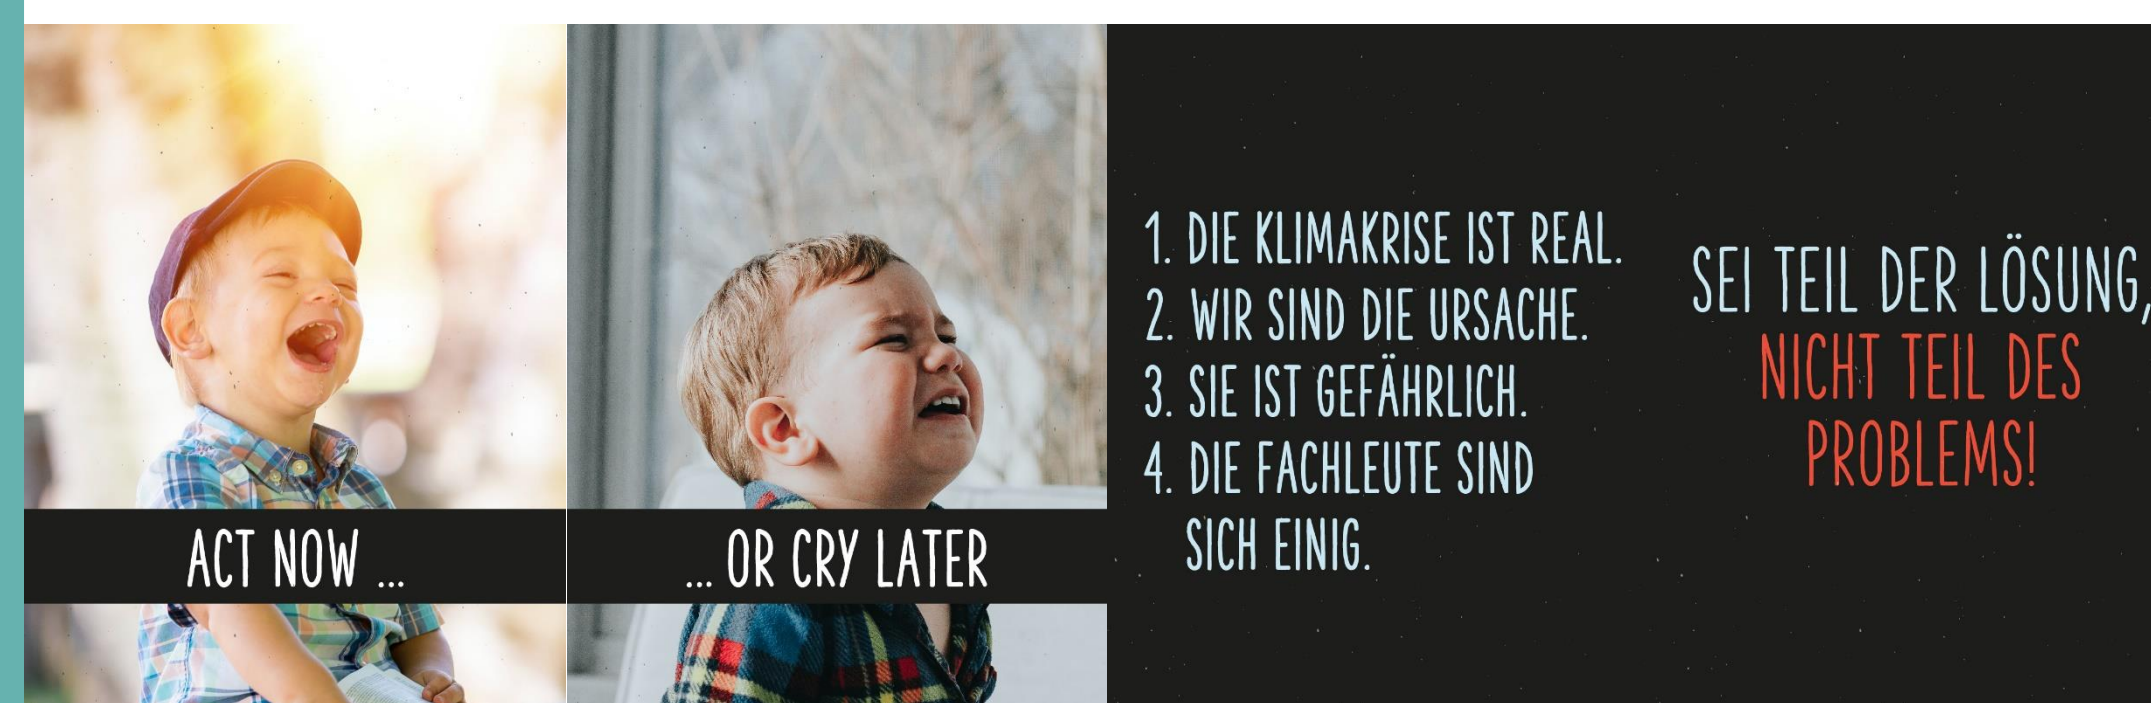 ACT NOW ...
... OR CRY LATER
1. DIE KLIMAKRISE IST REAL.
2. WIR SIND DIE URSACHE.
3. SIE IST GEFÄHRLICH.
4. DIE FACHLEUTE SIND
SICH EINIG.
SEI TEIL DER LÖSUNG,
NICHT TEIL DES
PROBLEMS!